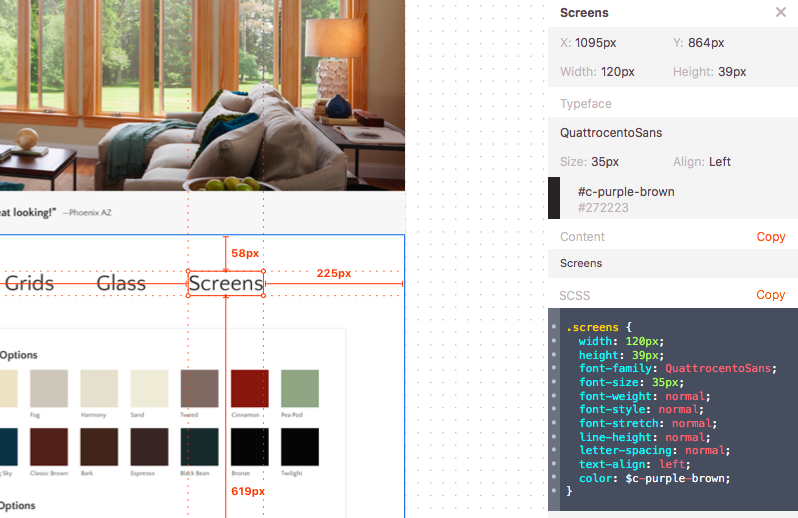 eat looking!" —Phoenix AZ
58px
225px
Grids Glass Screens
Options
Fog Harmony Sand Tweed Cinnamon Pea Pod
g Sky Classic Brown Bark Espresso Black Bean Bronze Twilight
619px
Options
Screens
X: 1095px Y: 864px
Width: 120px Height: 39px
Typeface
QuattrocentoSans
Size: 35px Align: Left
#c-purple-brown
#272223
Content Copy
Screens
SCSS Copy
.screens {
width: 120px;
height: 39px;
font-family: QuattrocentoSans;
font-size: 35px;
font-weight: normal;
font-style: normal;
font-stretch: normal;
line-height: normal;
letter-spacing: normal;
text-align: left;
color: $c-purple-brown;
}